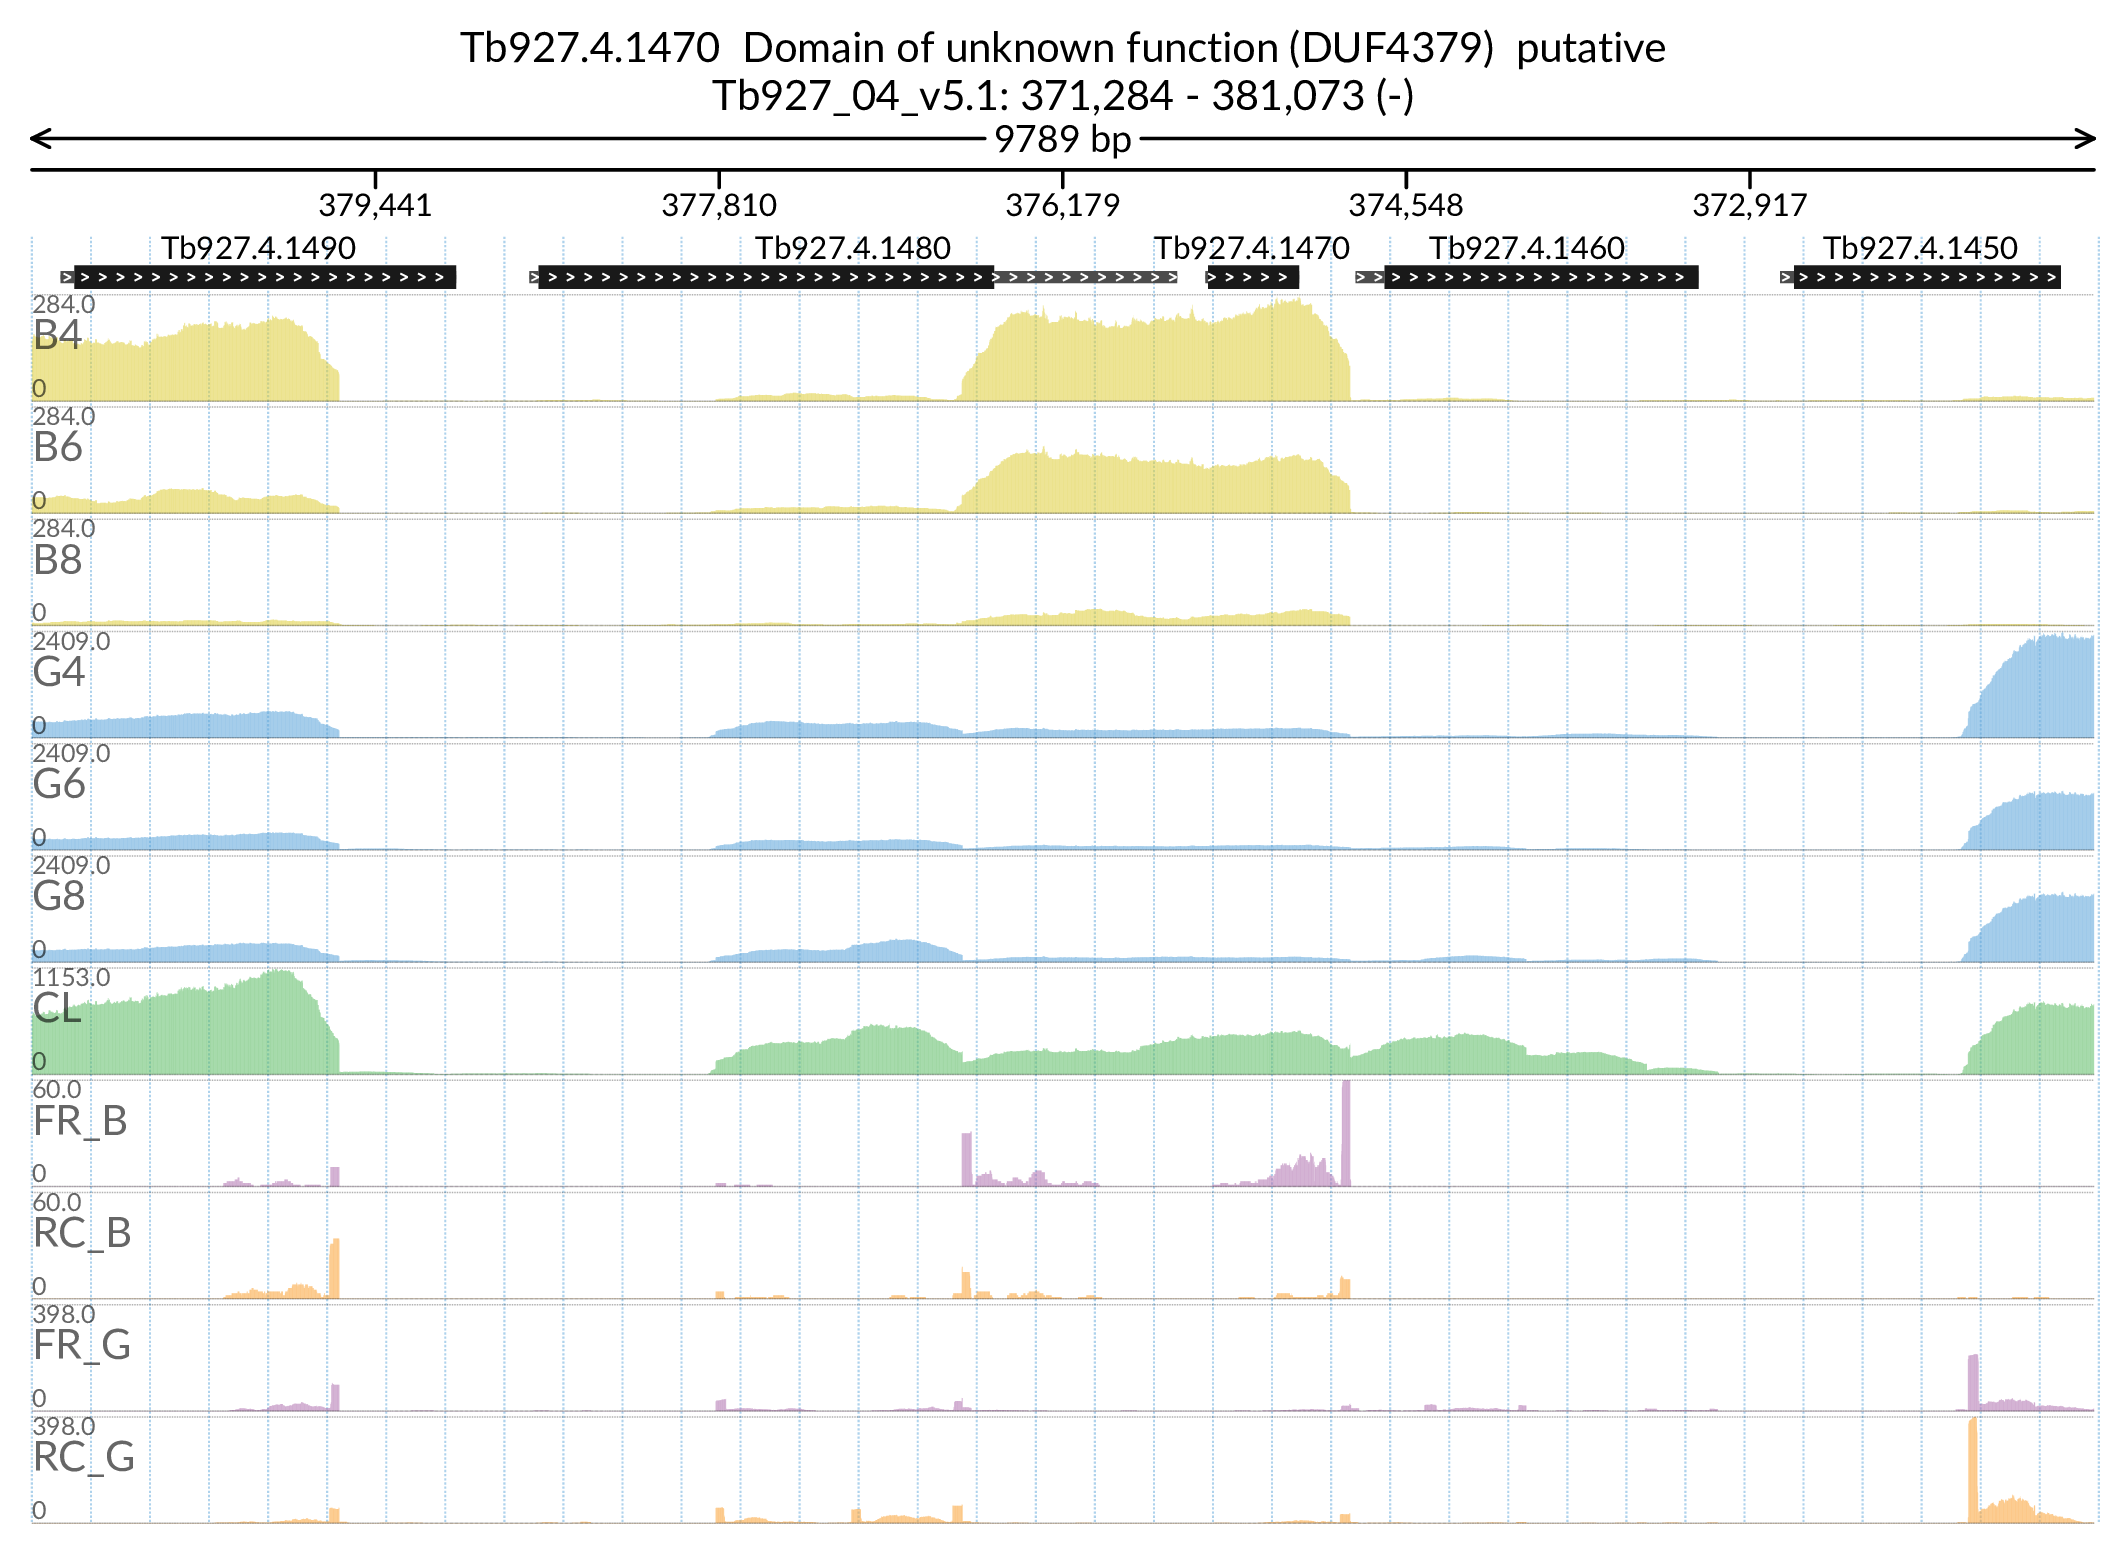 Tb927.4.1470 Domain of unknown function (DUF4379) putative
Tb927_04_v5.1: 371,284 - 381,073 (-)
9789 bp
379,441 377,810 376,179 374,548 372,917
Tb927.4.1490 Tb927.4.1480 Tb927.4.1470 Tb927.4.1460 Tb927.4.1450
284.0
B4
0
284.0
B6
0
284.0
B8
0
2409.0
G4
0
2409.0
G6
0
2409.0
G8
0
1153.0
CL
0
60.0
FR_B
0
60.0
RC_B
0
398.0
FR_G
0
398.0
RC_G
0